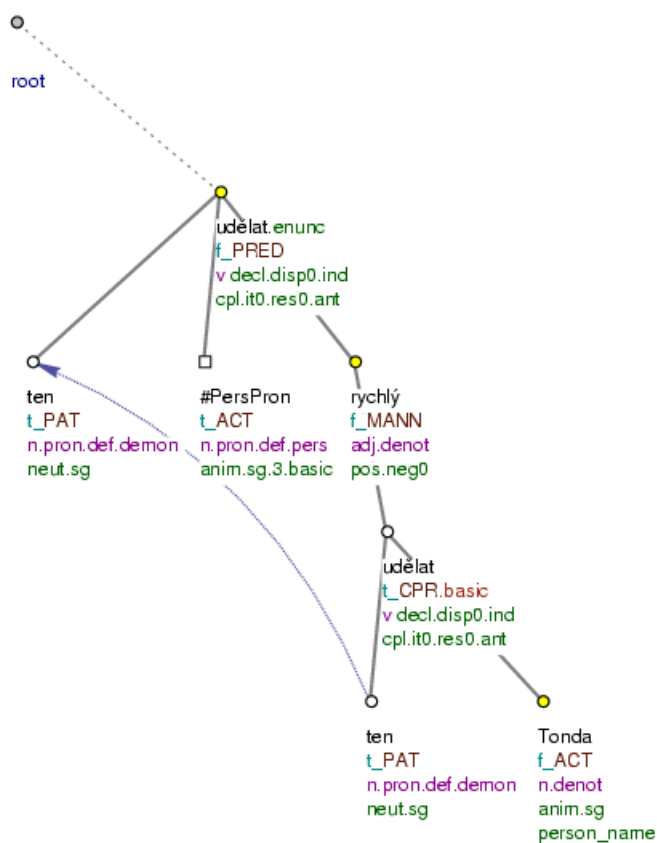 root
udělat.enunc
f_PRED
v decl.disp0.ind
cpl.it0.res0.ant
ten
t_PAT
n.pron.def.demon
neut.sg
#PersPron
t_ACT
n.pron.def.pers
anim.sg.3.basic
rychlý
f_MANN
adj.denot
pos.neg0
udělat
t_CPR.basic
v decl.disp0.ind
cpl.it0.res0.ant
ten
t_PAT
n.pron.def.demon
neut.sg
Tonda
f_ACT
n.denot
anim.sg
person_name